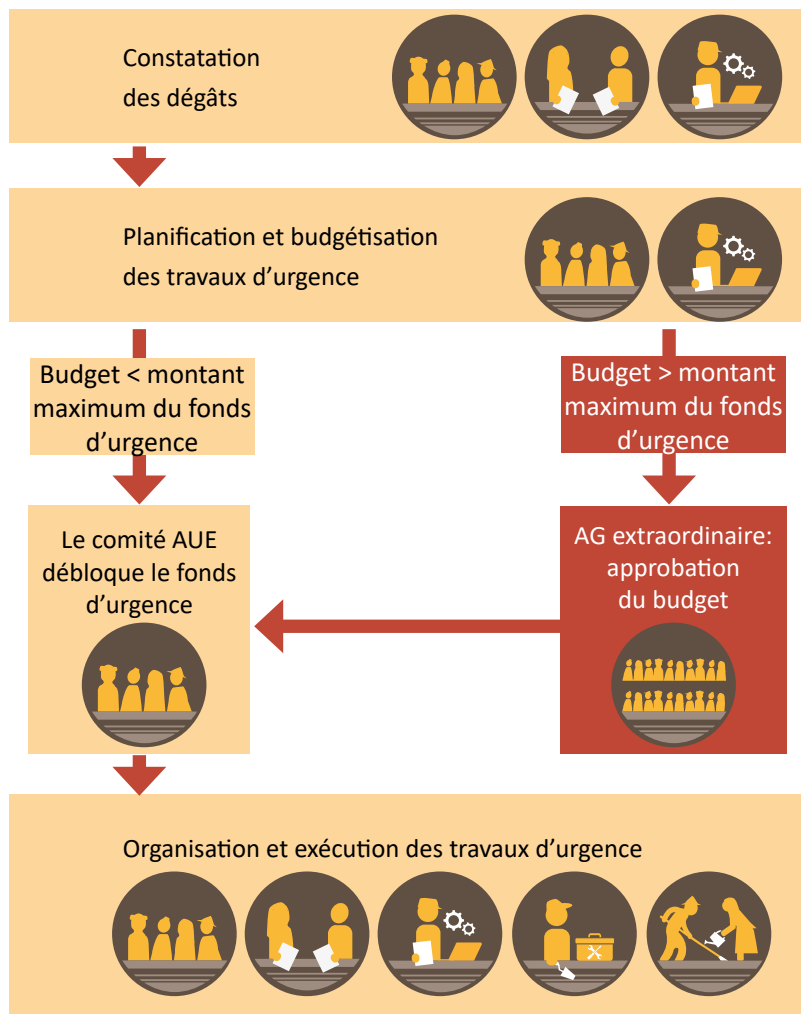 Constatation
des dégâts
Planification et budgétisation
des travaux d’urgence
Budget < montant
maximum du fonds
d’urgence
Budget > montant
maximum du fonds
d’urgence
Le comité AUE
débloque le fonds
d’urgence
AG extraordinaire:
approbation
du budget
Organisation et exécution des travaux d’urgence